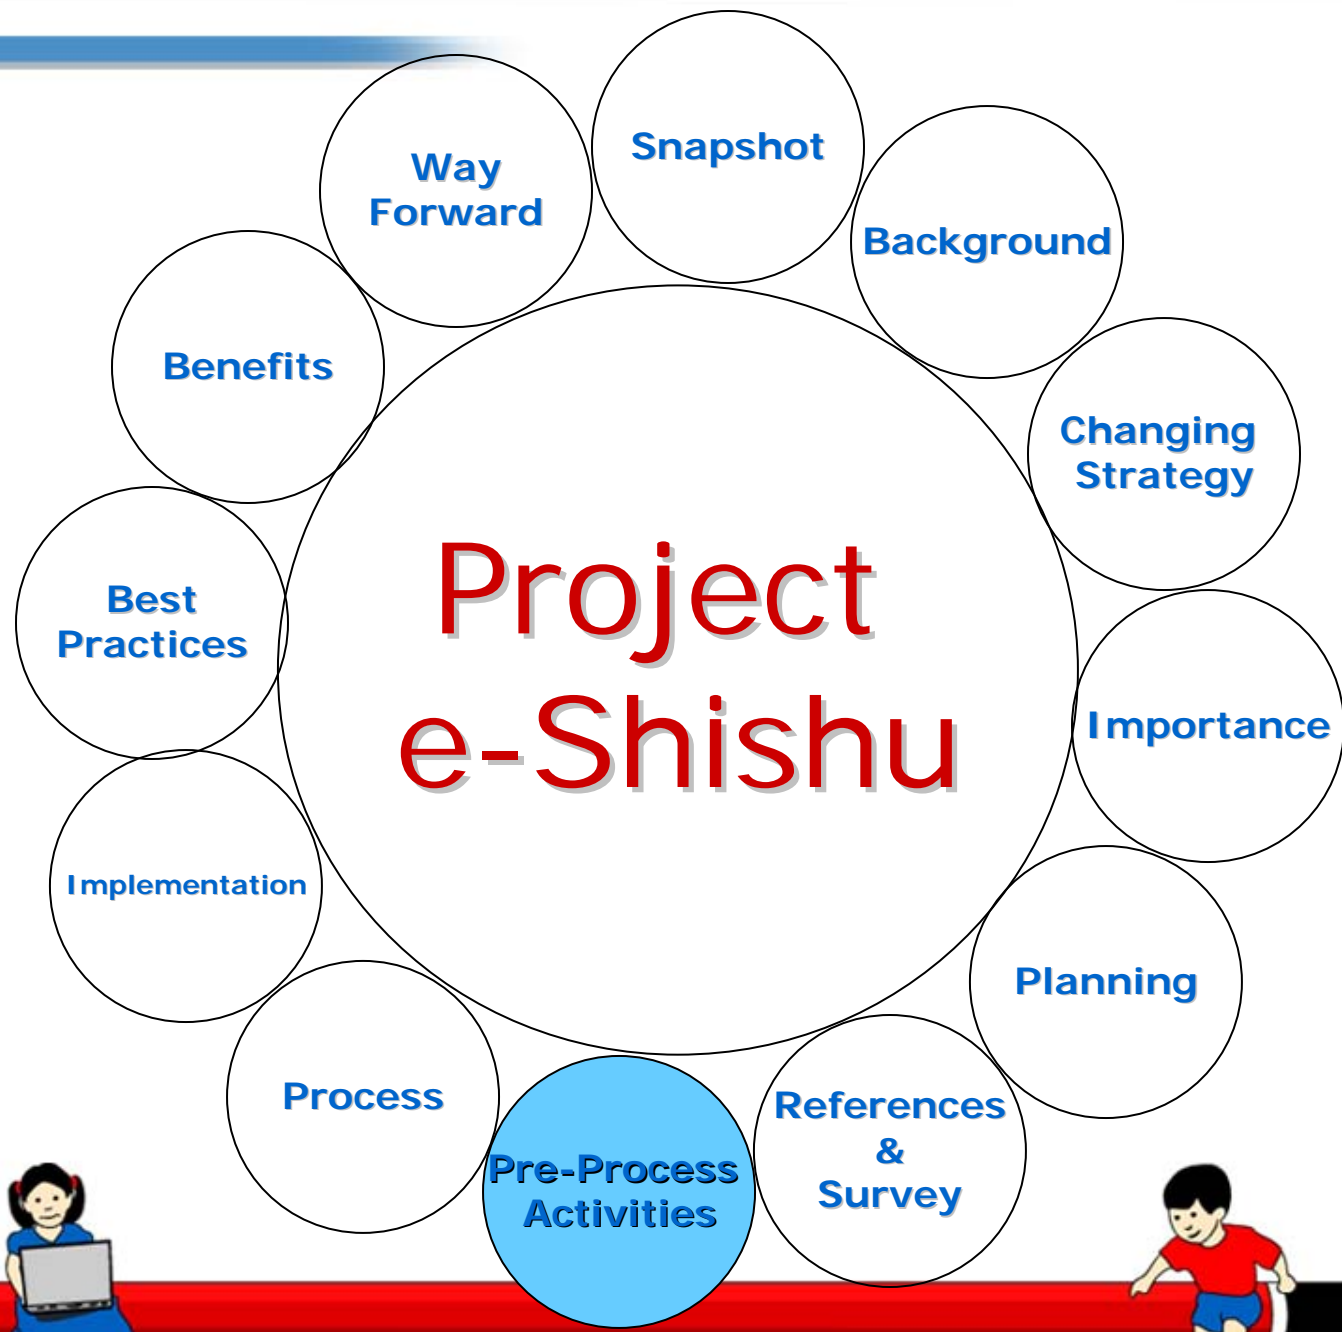 Snapshot
Way
Forward
Background
Benefits
Changing
Strategy
Project
e-Shishu
Best
Practices
Importance
Implementation
Planning
Process
References
&
Survey
Pre-Process
Activities